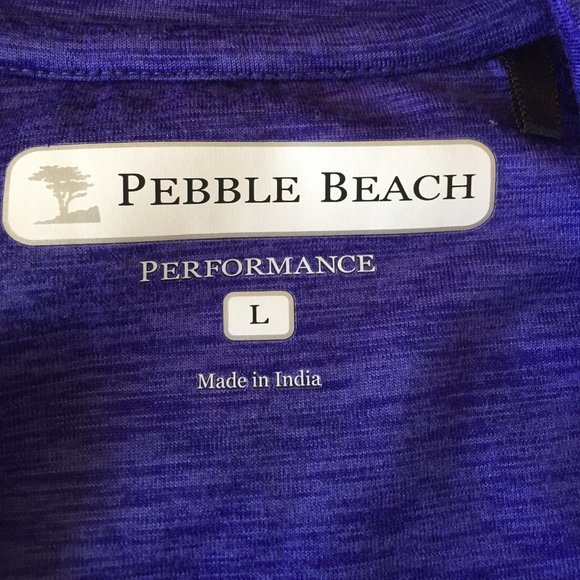 PEBBLE BEACH
PERFORMANCE
L
Made in India